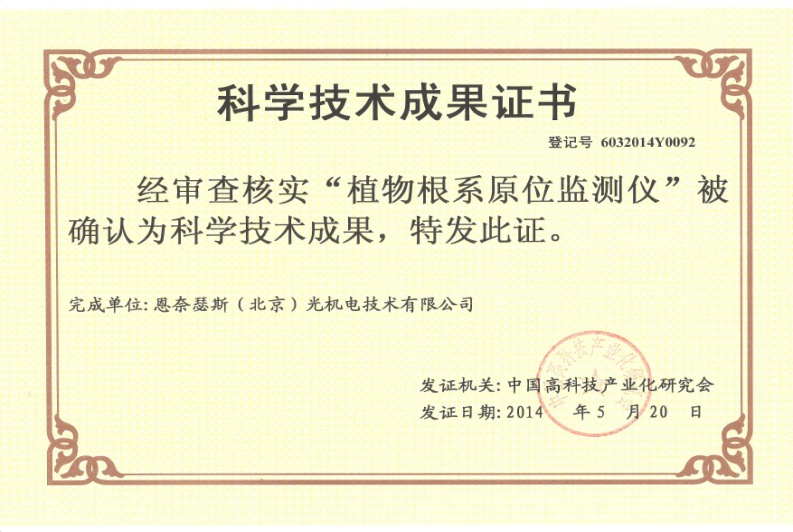 科学技术成果证书
登记号 6032014Y0092
经审查核实“植物根系原位监测仪”被
确认为科学技术成果，特发此证。
完成单位:恩奈瑟斯（北京）光机电技术有限公司
发证机关:中国高科技产业化研究会
发证日期:2014 年5 月20 日